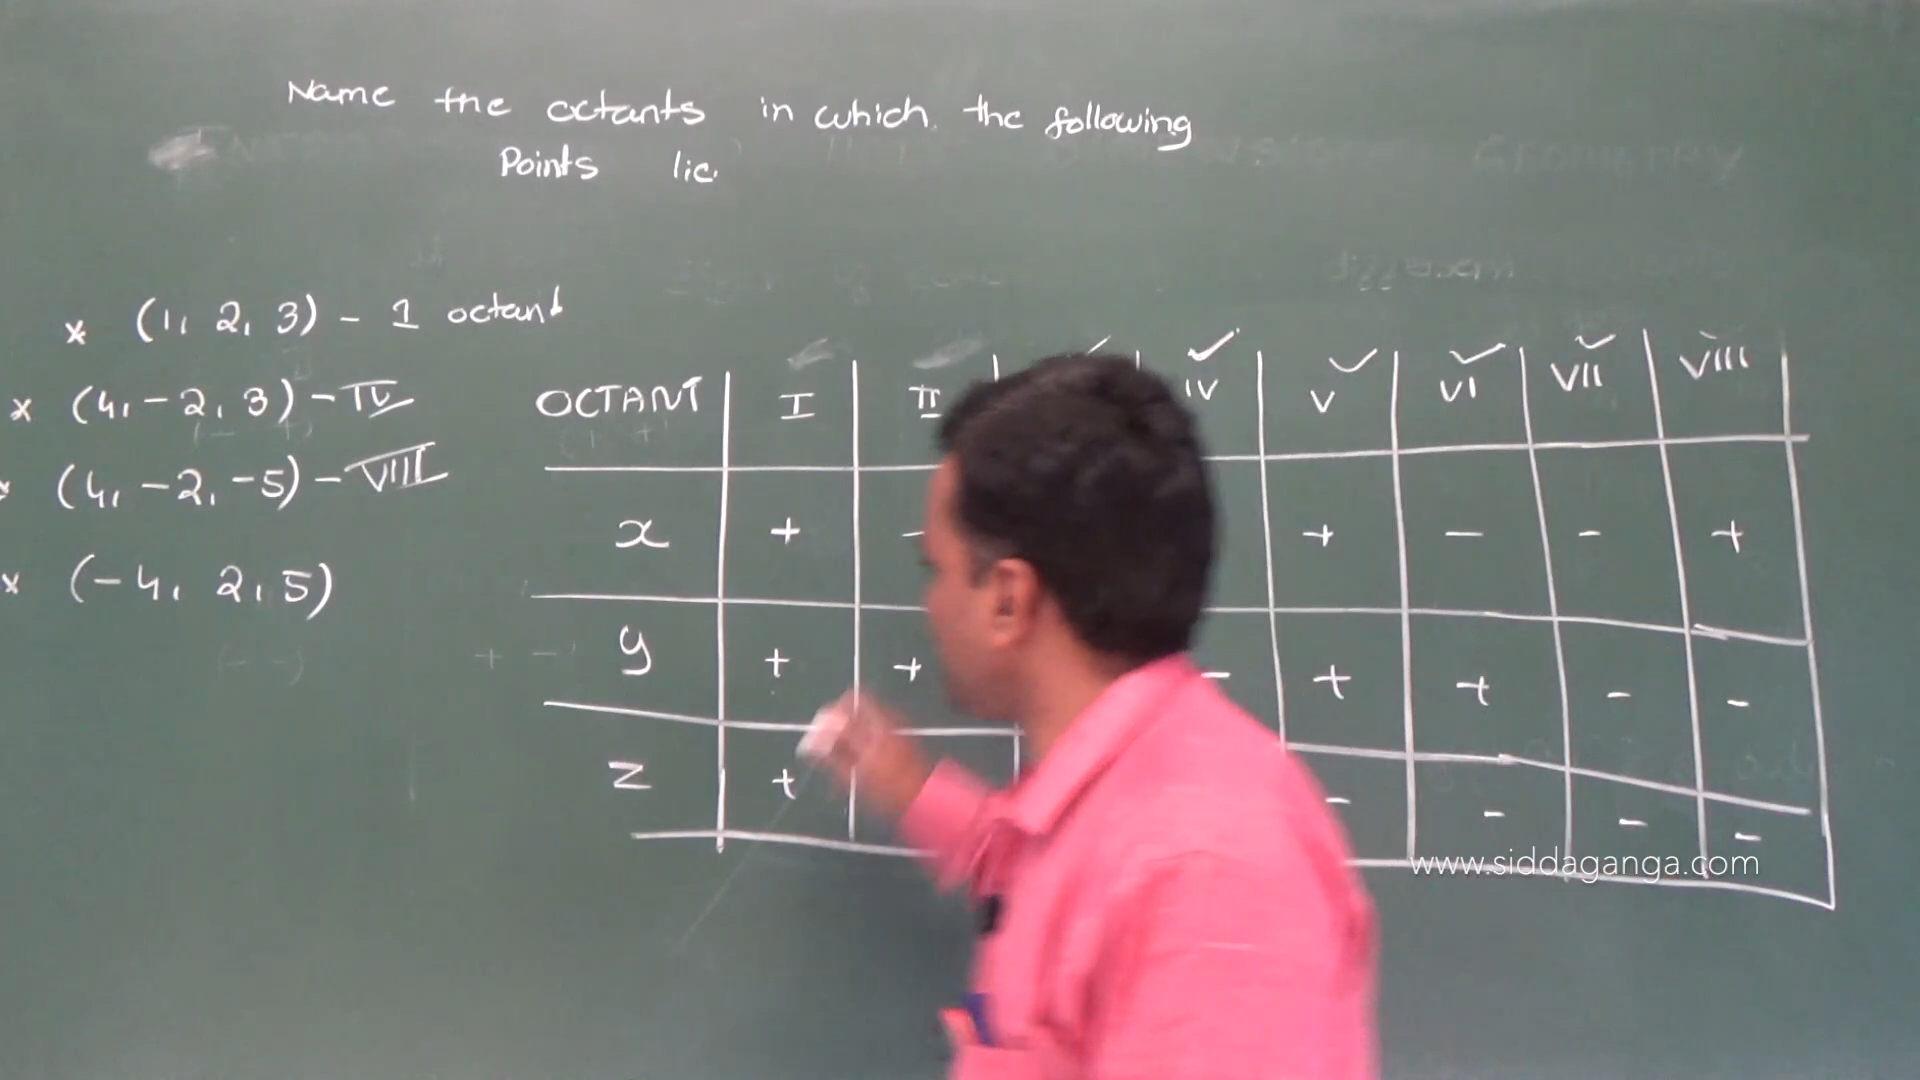 Name the octants in which the following
Points lie.
* (1, 2, 3) - 1 octant
* (4, -2, 3) - IV
* (4, -2, -5) - VIII
* (-4, 2, 5)
OCTANT I II IV V VI VII VIII
x + - + - - +
y + + - + + - -
z + - - - -
www.siddaganga.com